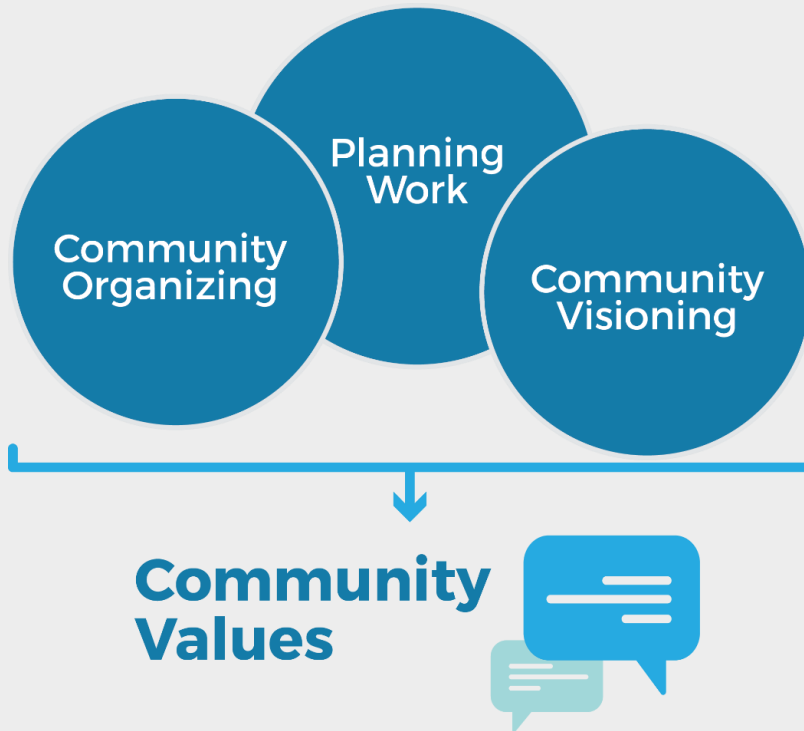 Planning
Work
Community
Organizing
Community
Visioning
Community
Values